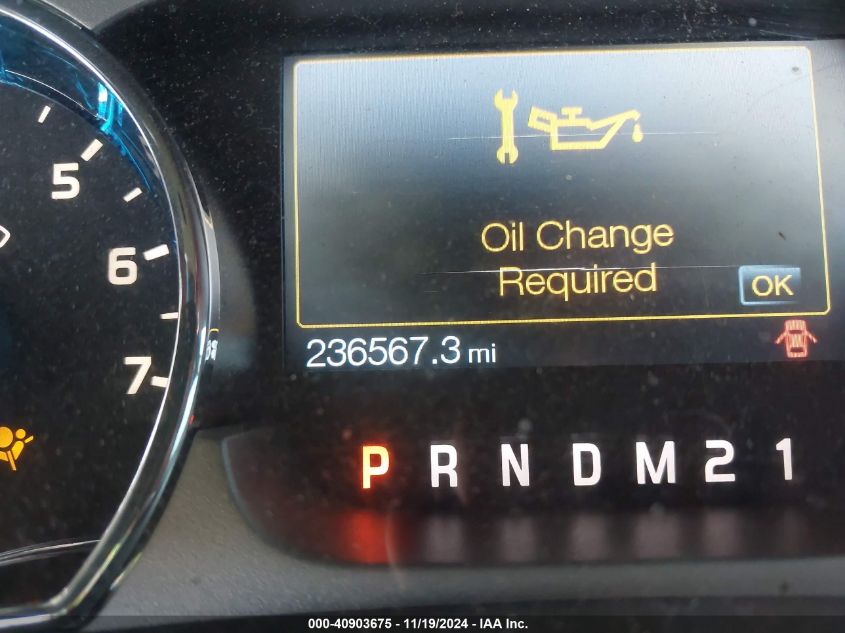 5
6
7
Oil Change
Required
OK
236567.3 mi
P R N D M 2 1
000-40903675 - 11/19/2024 - IAA Inc.